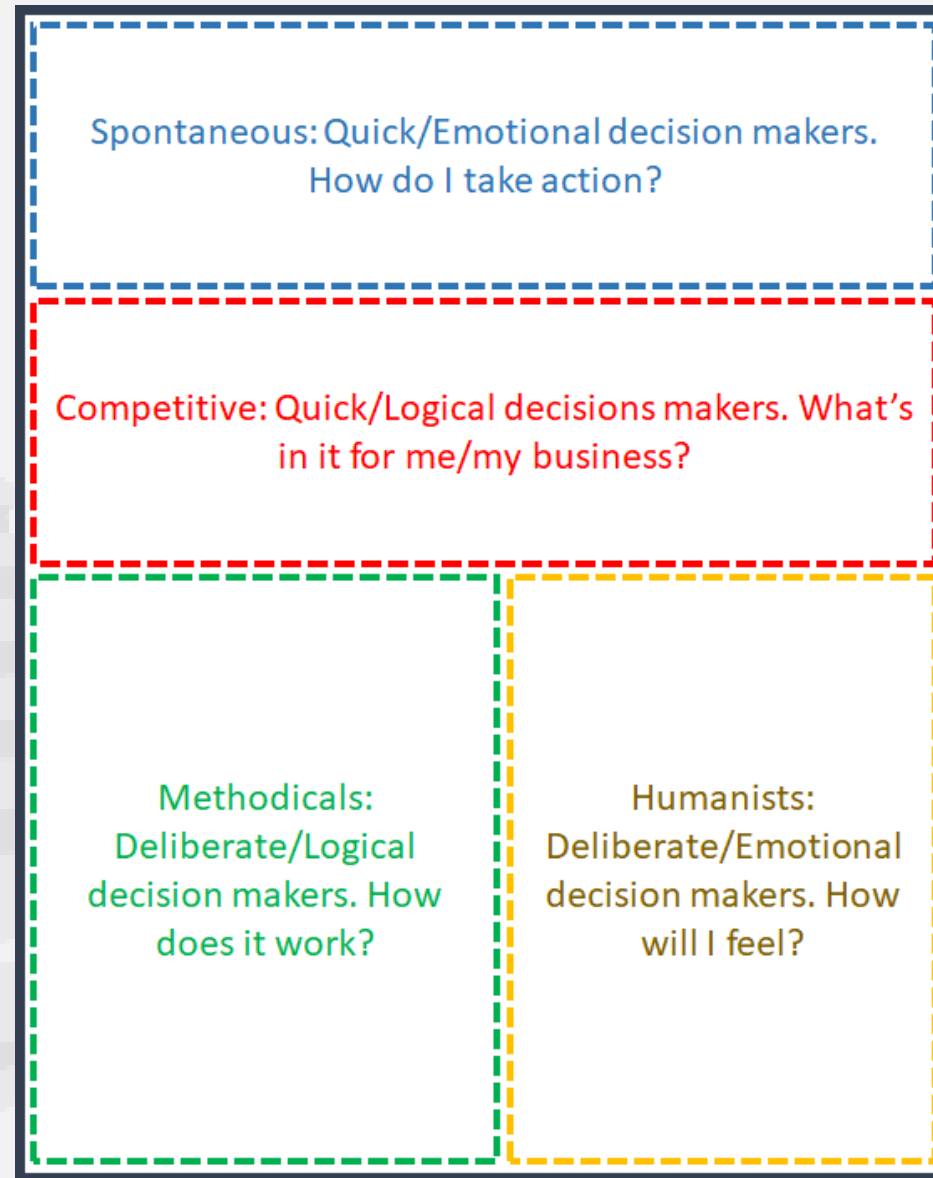 Spontaneous: Quick/Emotional decision makers.
How do I take action?
Competitive: Quick/Logical decisions makers. What’s
in it for me/my business?
Methodicals:
Deliberate/Logical
decision makers. How
does it work?
Humanists:
Deliberate/Emotional
decision makers. How
will I feel?